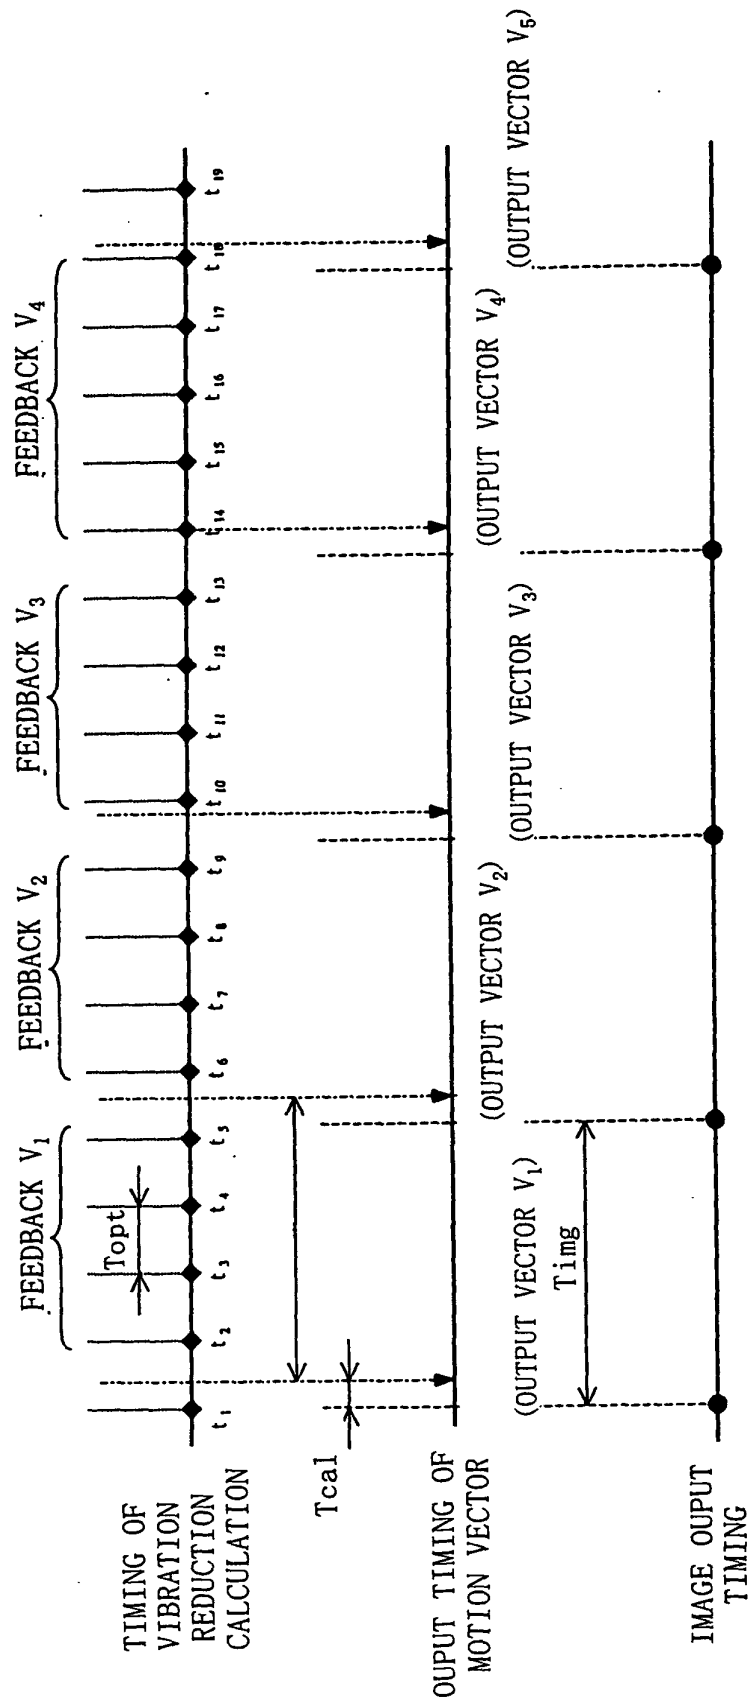 FEEDBACK V1
FEEDBACK V2
FEEDBACK V3
FEEDBACK V4
Topt
TIMING OF
VIBRATION
REDUCTION
CALCULATION
t1 t2 t3 t4 t5 t6 t7 t8 t9 t10 t11 t12 t13 t14 t15 t16 t17 t18 t19
Tcal
OUPUT TIMING OF
MOTION VECTOR
(OUTPUT VECTOR V1)
(OUTPUT VECTOR V2)
(OUTPUT VECTOR V3)
(OUTPUT VECTOR V4)
(OUTPUT VECTOR V5)
Timg
IMAGE OUPUT
TIMING